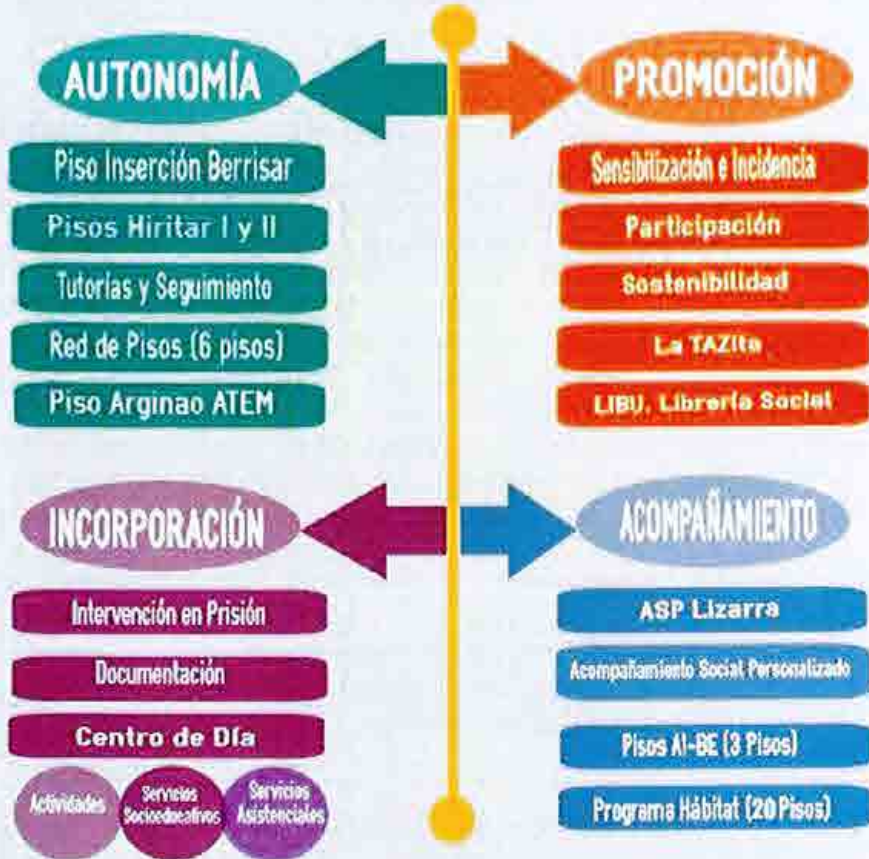 AUTONOMÍA
Piso Inserción Berrisar
Pisos Hiritar I y II
Tutorías y Seguimiento
Red de Pisos (6 pisos)
Piso Arginao ATEM
PROMOCIÓN
Sensibilización e Incidencia
Participación
Sostenibilidad
La TAZita
LIBU, Librería Social
INCORPORACIÓN
Intervención en Prisión
Documentación
Centro de Día
Actividades
Servicios
Socioeducativos
Servicios
Asistenciales
ACOMPAÑAMIENTO
ASP Lizarra
Acompañamiento Social Personalizado
Pisos AI-BE (3 Pisos)
Programa Hábitat (20 Pisos)